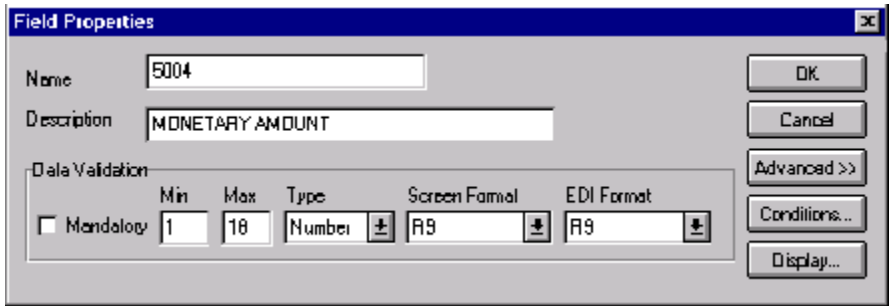 Field Properties
Name 5004 OK
Description MONETARY AMOUNT Cancel
Data Validation Advanced >>
Min Max Type Screen Format EDI Format
Mandatory 1 18 Number R9 R9 Conditions...
Display...